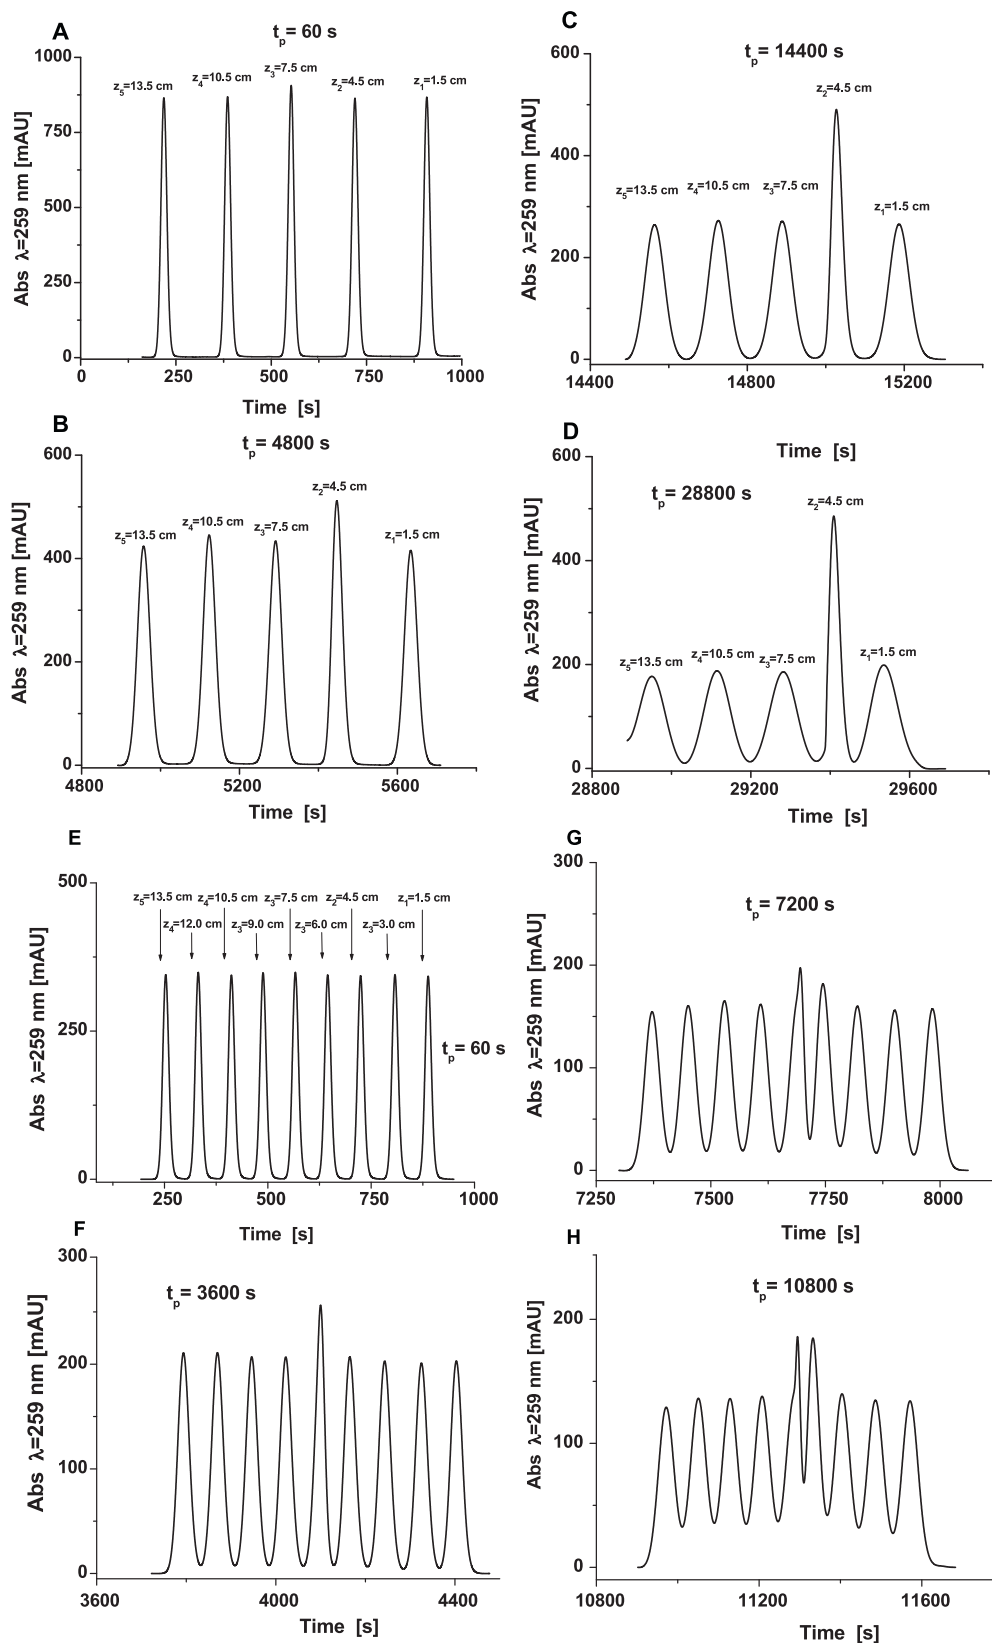 A
t_p= 60 s
z_5=13.5 cm
z_4=10.5 cm
z_3=7.5 cm
z_2=4.5 cm
z_1=1.5 cm
Abs λ=259 nm [mAU]
1000
750
500
250
0
0 250 500 750 1000
Time [s]
B
t_p= 4800 s
z_5=13.5 cm
z_4=10.5 cm
z_3=7.5 cm
z_2=4.5 cm
z_1=1.5 cm
Abs λ=259 nm [mAU]
600
400
200
0
4800 5200 5600
Time [s]
C
t_p= 14400 s
z_5=13.5 cm
z_4=10.5 cm
z_3=7.5 cm
z_2=4.5 cm
z_1=1.5 cm
Abs λ=259 nm [mAU]
600
400
200
0
14400 14800 15200
Time [s]
D
t_p= 28800 s
z_5=13.5 cm
z_4=10.5 cm
z_3=7.5 cm
z_2=4.5 cm
z_1=1.5 cm
Abs λ=259 nm [mAU]
600
400
200
0
28800 29200 29600
Time [s]
E
z_5=13.5 cm z_4=10.5 cm z_3=7.5 cm z_2=4.5 cm z_1=1.5 cm
z_4=12.0 cm z_3=9.0 cm z_3=6.0 cm z_3=3.0 cm
t_p= 60 s
Abs λ=259 nm [mAU]
500
250
0
250 500 750 1000
Time [s]
F
t_p= 3600 s
Abs λ=259 nm [mAU]
300
200
100
0
3600 4000 4400
Time [s]
G
t_p= 7200 s
Abs λ=259 nm [mAU]
300
200
100
0
7250 7500 7750 8000
Time [s]
H
t_p= 10800 s
Abs λ=259 nm [mAU]
200
100
0
10800 11200 11600
Time [s]